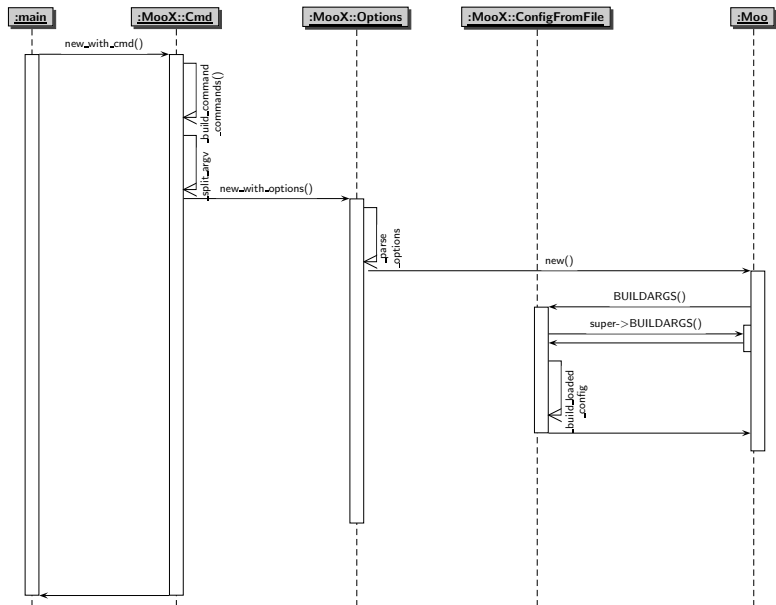 :main
:MooX::Cmd
:MooX::Options
:MooX::ConfigFromFile
:Moo
new_with_cmd()
_build_command
_commands()
_split_argv
new_with_options()
parse
_options
new()
BUILDARGS()
super->BUILDARGS()
_build_loaded
_config